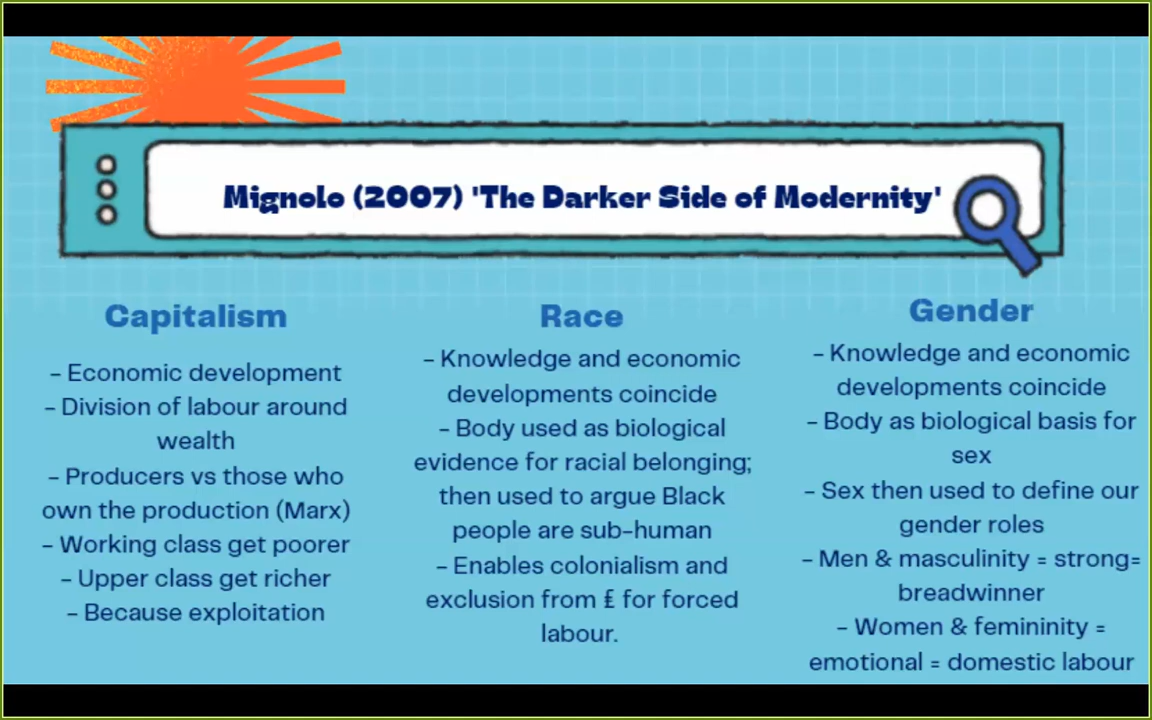 Mignolo (2007) 'The Darker Side of Modernity'
Capitalism
- Economic development
- Division of labour around
wealth
- Producers vs those who
own the production (Marx)
- Working class get poorer
- Upper class get richer
- Because exploitation
Race
- Knowledge and economic
developments coincide
- Body used as biological
evidence for racial belonging;
then used to argue Black
people are sub-human
- Enables colonialism and
exclusion from £ for forced
labour.
Gender
- Knowledge and economic
developments coincide
- Body as biological basis for
sex
- Sex then used to define our
gender roles
- Men & masculinity = strong=
breadwinner
- Women & femininity =
emotional = domestic labour